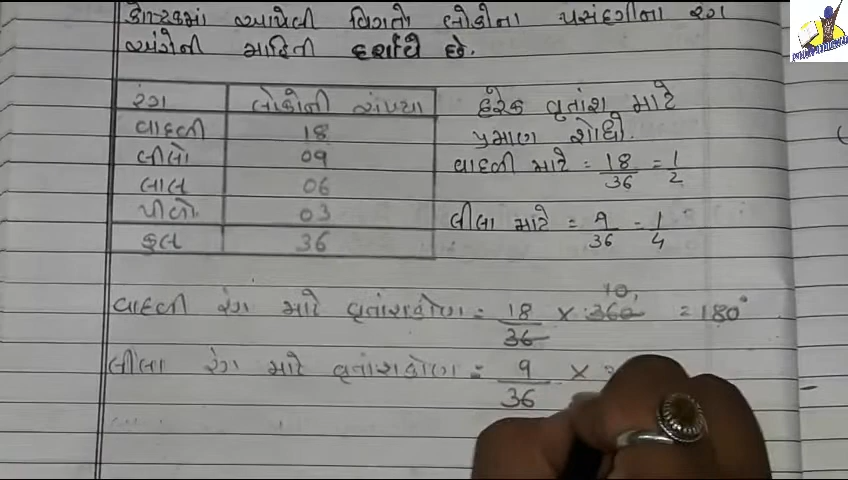 કોષ્ટકમાં આપેલી વિગતો લોકોના પસંદગીના રંગ
અંગેની માહિતી દર્શાવે છે.
રંગ લોકોની સંખ્યા
વાદળી 18
લીલો 09
લાલ 06
પીળો 03
કુલ 36
દરેક વૃતાંશ માટે
પ્રમાણ શોધો.
વાદળી માટે = 18/36 = 1/2
લીલા માટે = 9/36 = 1/4
વાદળી રંગ માટે વૃતાંશકોણ = 18/36 × 360 10 = 180°
લીલા રંગ માટે વૃતાંશકોણ = 9/36 ×